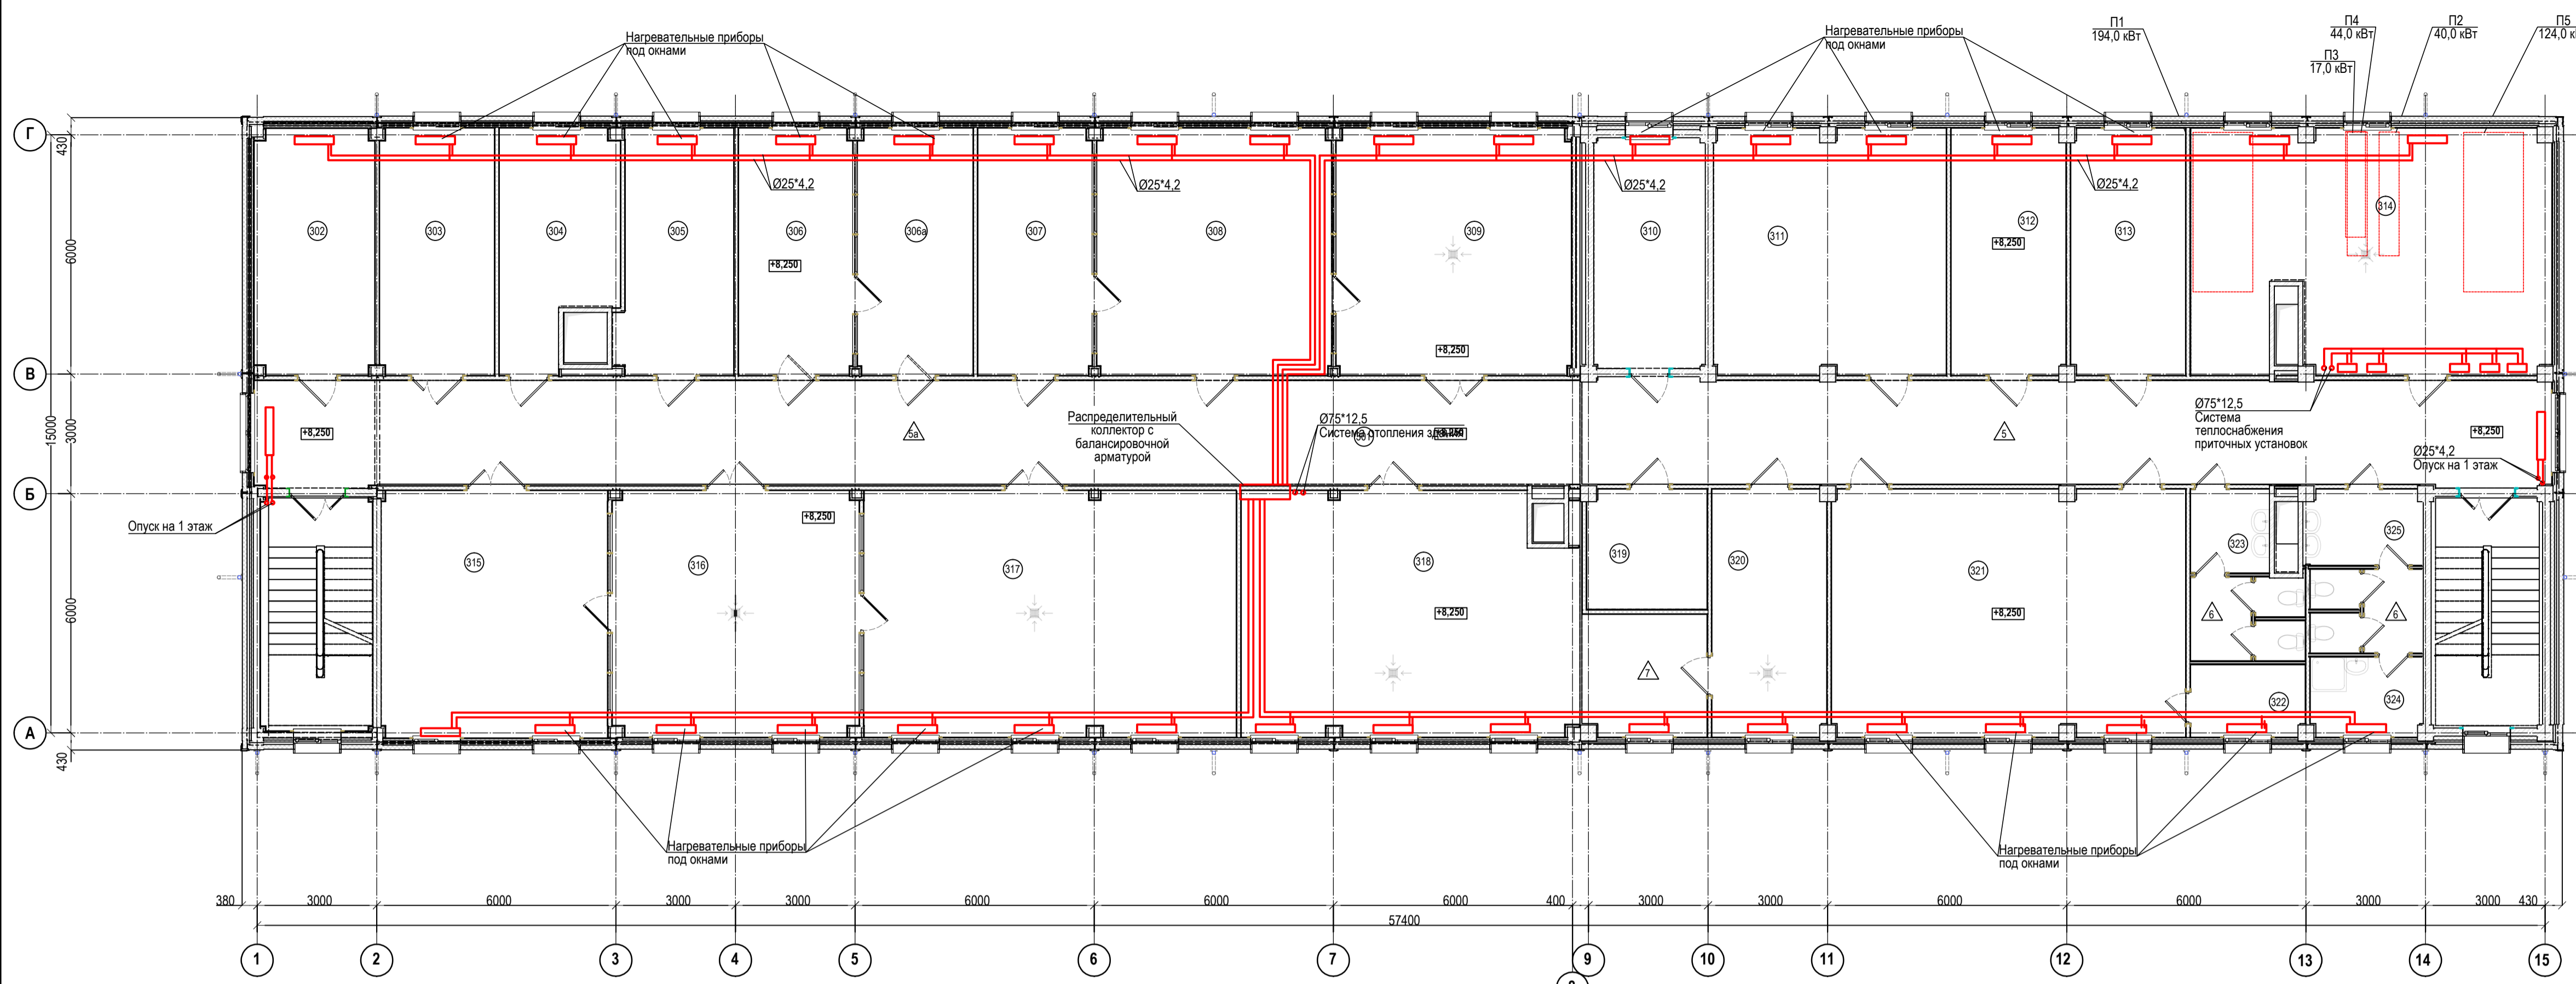 Нагревательные приборы
под окнами
Нагревательные приборы
под окнами
П1
194,0 кВт
П4
44,0 кВт
П3
17,0 кВт
П2
40,0 кВт
П5
Г
В
Б
А
430
6000
15000
3000
6000
430
Ø25*4,2
Ø25*4,2
Ø25*4,2
Ø25*4,2
302
303
304
305
306
306а
307
308
309
310
311
312
313
314
+8,250
+8,250
+8,250
+8,250
5а
Распределительный
коллектор с
балансировочной
арматурой
Ø75*12,5
Система отопления
5
Ø75*12,5
Система
теплоснабжения
приточных установок
+8,250
Ø25*4,2
Опуск на 1 этаж
Опуск на 1 этаж
+8,250
315
316
317
318
319
320
321
322
323
324
325
+8,250
+8,250
6
6
7
Нагревательные приборы
под окнами
Нагревательные приборы
под окнами
380
3000
6000
3000
3000
6000
6000
6000
400
3000
3000
6000
6000
3000
3000
430
57400
1
2
3
4
5
6
7
9
10
11
12
13
14
15